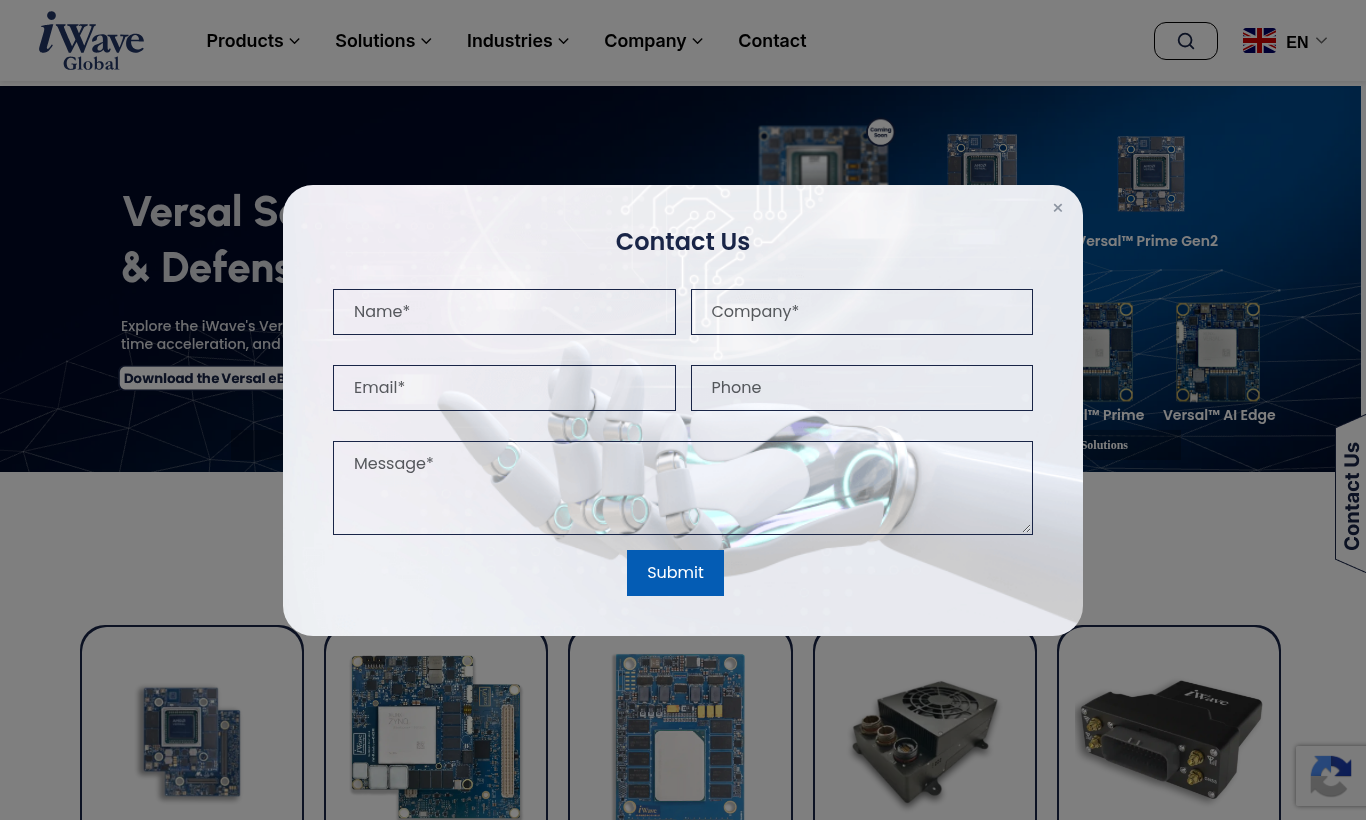 iWave
Global
Products
Solutions
Industries
Company
Contact
EN
Coming
Soon
Versal
& Defens
Versal™ Prime Gen2
Explore the iWave's Ver
time acceleration, and
Download the Versal eB
Prime
Versal™ AI Edge
Solutions
Contact Us
×
Contact Us
Name*
Company*
Email*
Phone
Message*
Submit
iWave
iWave
iWave